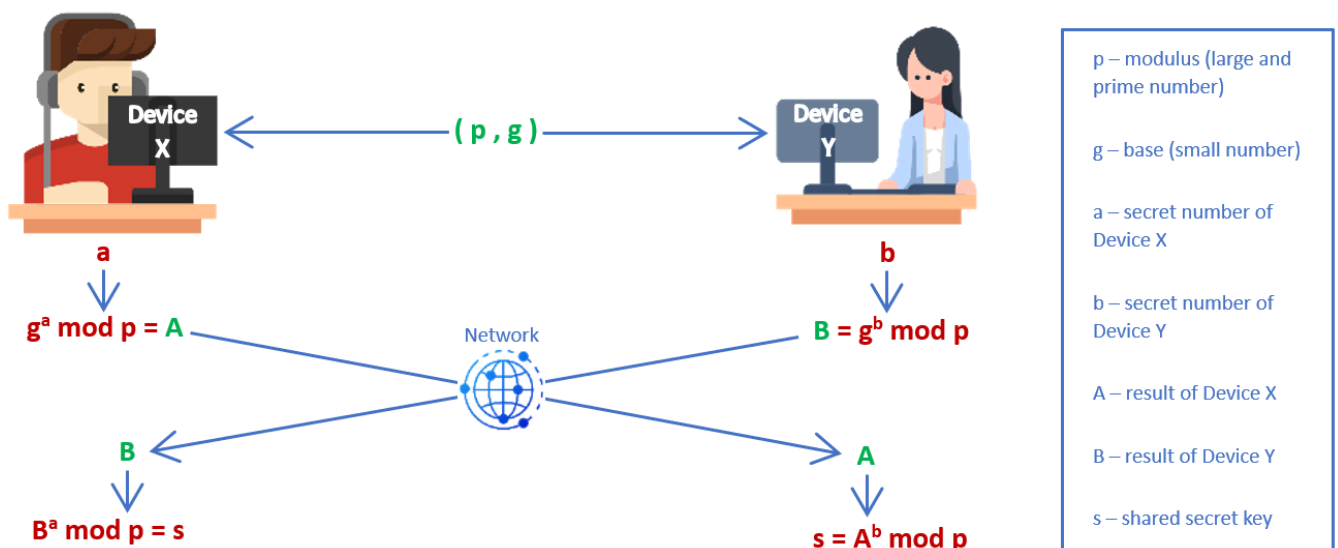 Device
X
( p , g )
Device
Y
a
b
gᵃ mod p = A
B = gᵇ mod p
Network
B
A
Bᵃ mod p = s
s = Aᵇ mod p
p – modulus (large and
prime number)
g – base (small number)
a – secret number of
Device X
b – secret number of
Device Y
A – result of Device X
B – result of Device Y
s – shared secret key